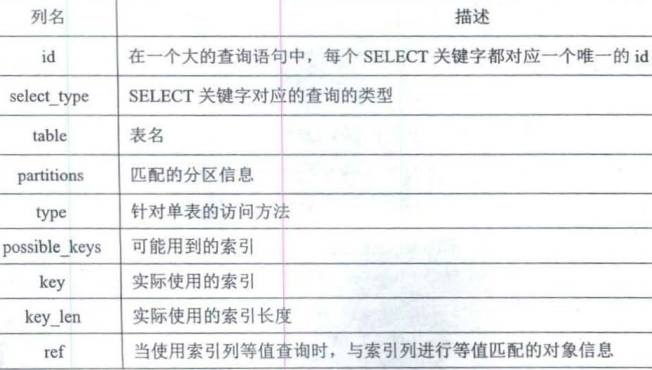 列名 描述
id 在一个大的查询语句中，每个 SELECT 关键字都对应一个唯一的 id
select_type SELECT 关键字对应的查询的类型
table 表名
partitions 匹配的分区信息
type 针对单表的访问方法
possible_keys 可能用到的索引
key 实际使用的索引
key_len 实际使用的索引长度
ref 当使用索引列等值查询时，与索引列进行等值匹配的对象信息